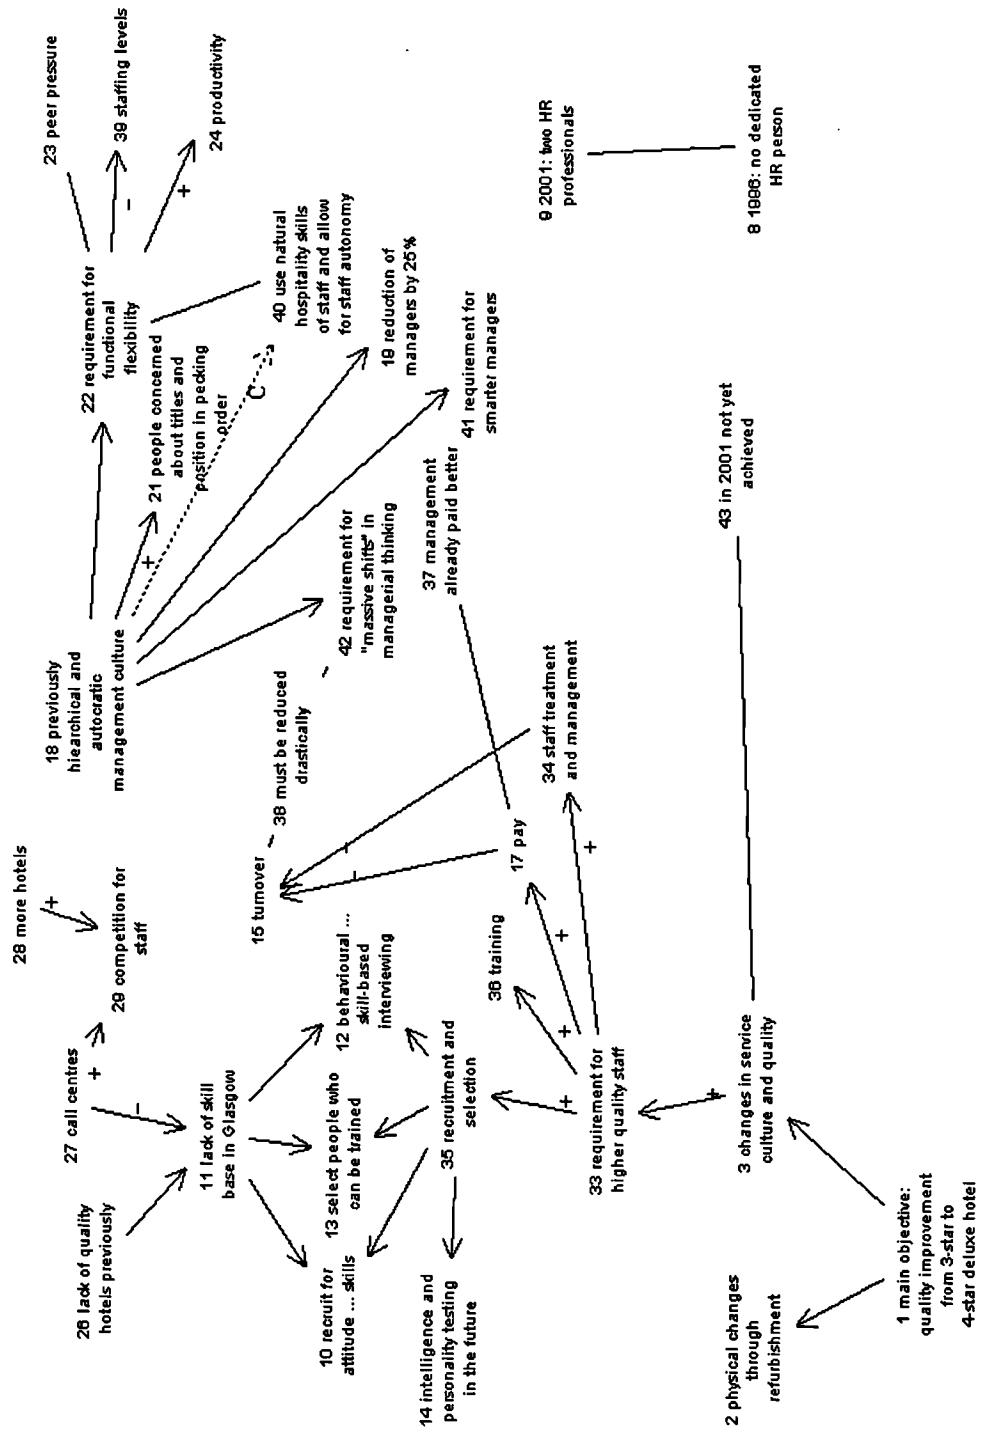 28 more hotels
+
29 competition for
staff
27 call centres
+
–
26 lack of quality
hotels previously
11 lack of skill
base in Glasgow
18 previously
hiearchical and
autocratic
management culture
22 requirement for
functional
flexibility
23 peer pressure
–
39 staffing levels
+
24 productivity
+
21 people concerned
about titles and
position in pecking
order
C
40 use natural
hospitality skills
of staff and allow
for staff autonomy
19 reduction of
managers by 25%
41 requirement for
smarter managers
42 requirement for
"massive shifts" in
managerial thinking
15 turnover
38 must be reduced
drastically
–
–
37 management
already paid better
17 pay
34 staff treatment
and management
10 recruit for
attitude ... skills
13 select people who
can be trained
12 behavioural ...
skill-based
interviewing
14 intelligence and
personality testing
in the future
35 recruitment and
selection
36 training
+
+
+
+
33 requirement for
higher quality staff
+
9 2001: two HR
professionals
8 1996: no dedicated
HR person
2 physical changes
through
refurbishment
3 changes in service
culture and quality
43 in 2001 not yet
achieved
1 main objective:
quality improvement
from 3-star to
4-star deluxe hotel